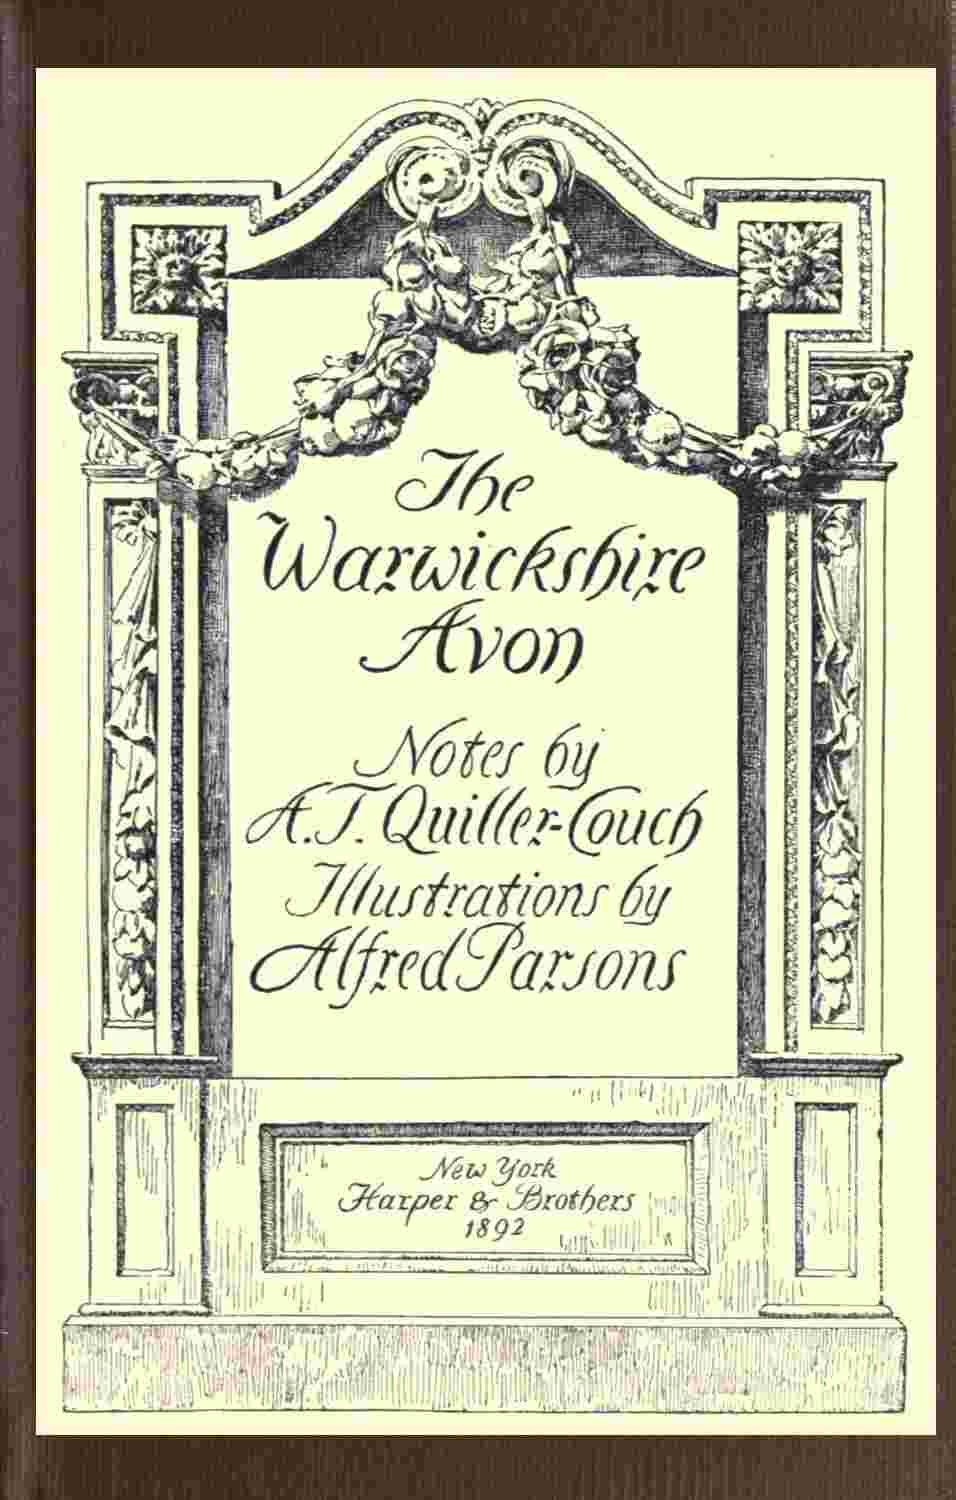 The
Warwickshire
Avon
Notes by
A.T. Quiller-Couch
Illustrations by
Alfred Parsons
New York
Harper & Brothers
1892